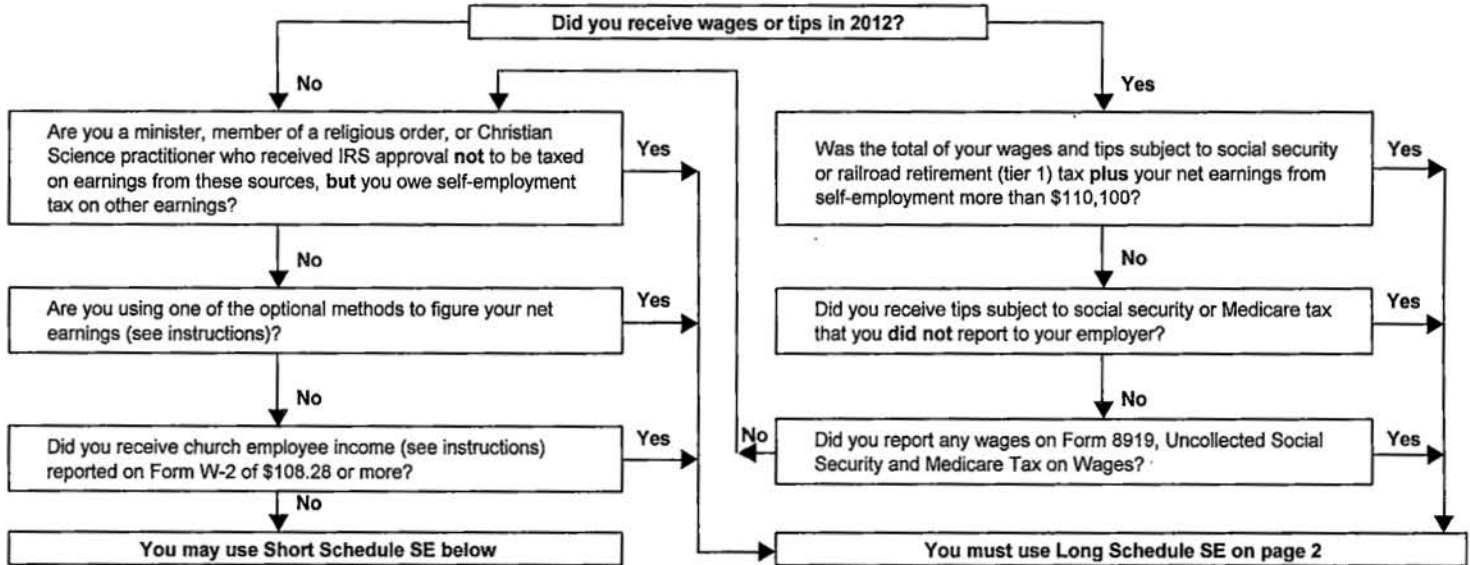 Did you receive wages or tips in 2012?
No
Yes
Are you a minister, member of a religious order, or Christian
Science practitioner who received IRS approval not to be taxed
on earnings from these sources, but you owe self-employment
tax on other earnings?
Yes
Was the total of your wages and tips subject to social security
or railroad retirement (tier 1) tax plus your net earnings from
self-employment more than $110,100?
Yes
No
No
Are you using one of the optional methods to figure your net
earnings (see instructions)?
Yes
Did you receive tips subject to social security or Medicare tax
that you did not report to your employer?
Yes
No
No
Did you receive church employee income (see instructions)
reported on Form W-2 of $108.28 or more?
Yes
No
Did you report any wages on Form 8919, Uncollected Social
Security and Medicare Tax on Wages?
Yes
No
You may use Short Schedule SE below
You must use Long Schedule SE on page 2